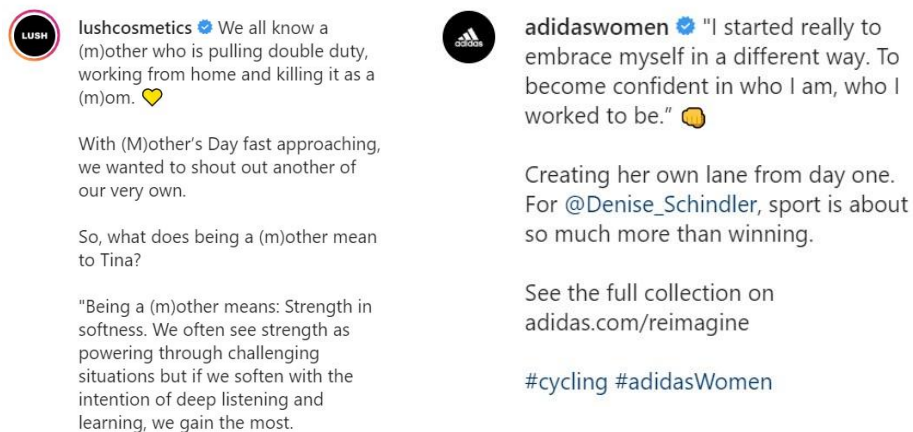 LUSH
lushcosmetics We all know a
(m)other who is pulling double duty,
working from home and killing it as a
(m)om. 💛
With (M)other's Day fast approaching,
we wanted to shout out another of
our very own.
So, what does being a (m)other mean
to Tina?
"Being a (m)other means: Strength in
softness. We often see strength as
powering through challenging
situations but if we soften with the
intention of deep listening and
learning, we gain the most.
adidas
adidaswomen "I started really to
embrace myself in a different way. To
become confident in who I am, who I
worked to be." 👊
Creating her own lane from day one.
For @Denise_Schindler, sport is about
so much more than winning.
See the full collection on
adidas.com/reimagine
#cycling #adidasWomen